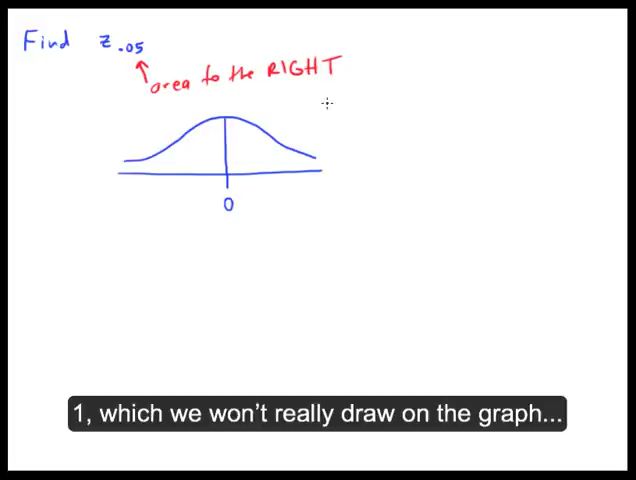 Find z.05
area to the RIGHT
0
1, which we won't really draw on the graph...